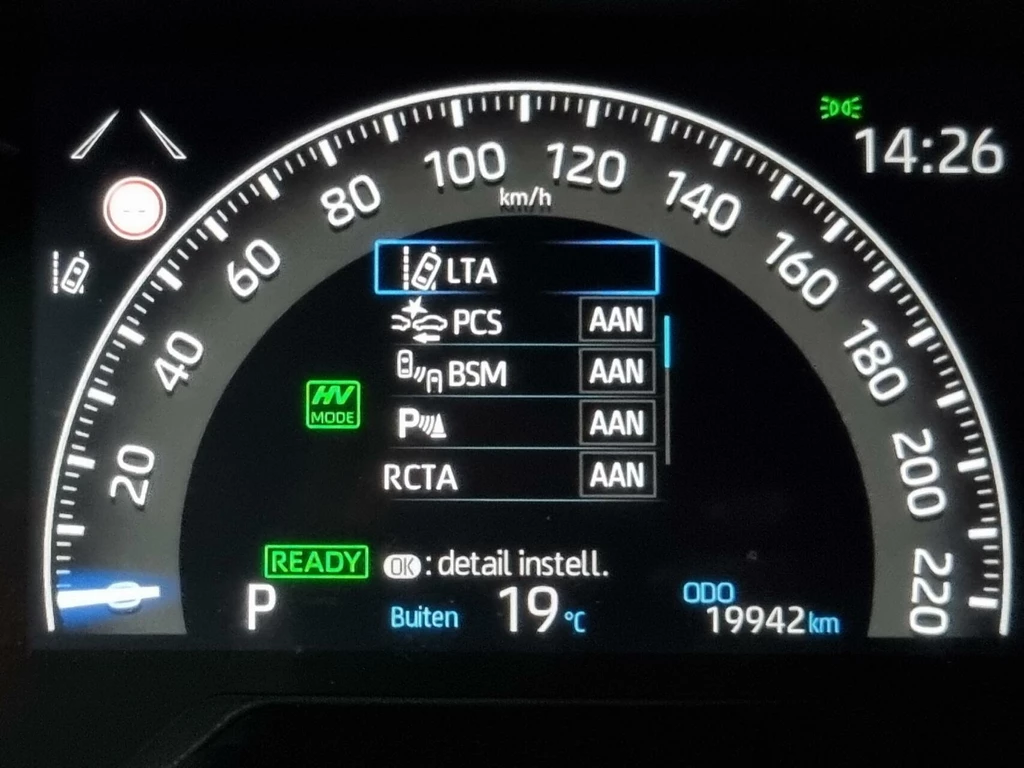 14:26
100
120
80
km/h
140
60
160
LTA
PCS AAN
40
180
BSM AAN
HV
MODE
P AAN
20
RCTA AAN
200
READY
OK : detail instell.
0
220
P
Buiten 19 °C
ODO
19942 km